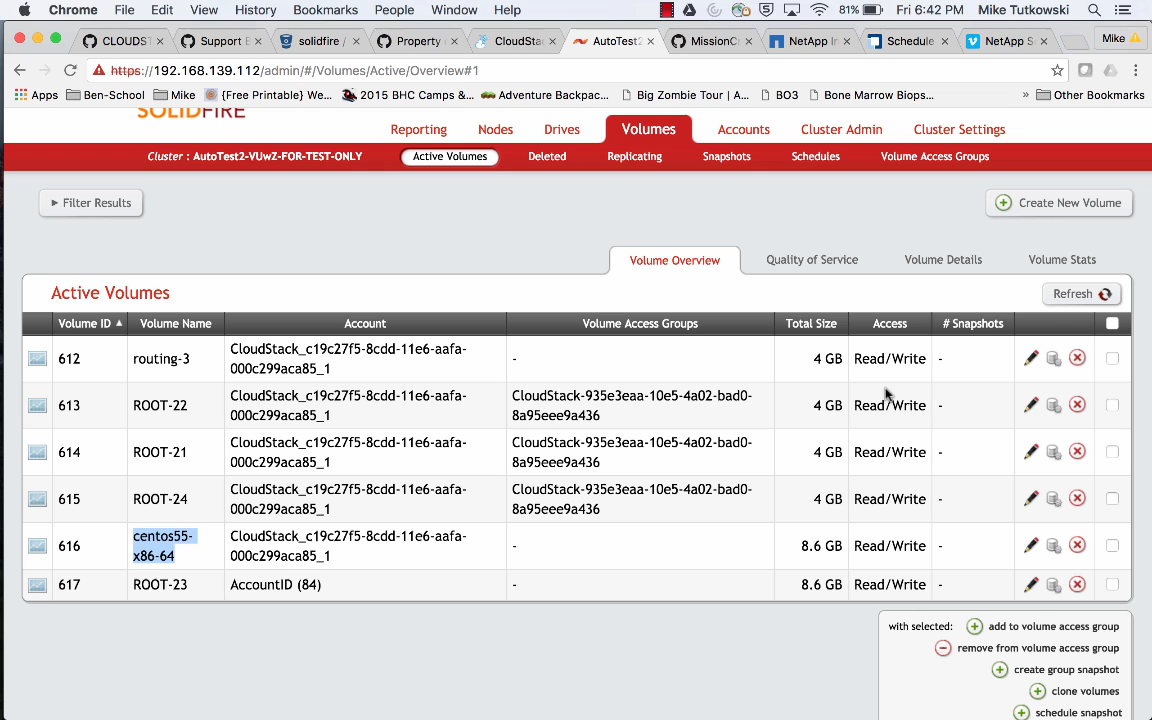 Chrome File Edit View History Bookmarks People Window Help 81% Fri 6:42 PM Mike Tutkowski
CLOUDST Support E solidfire / Property CloudStac AutoTest2 MissionC NetApp In Schedule NetApp S Mike
https://192.168.139.112/admin/#/Volumes/Active/Overview#1
Apps Ben-School Mike {Free Printable} We... 2015 BHC Camps &... Adventure Backpac... Big Zombie Tour | A... BO3 Bone Marrow Biops... » Other Bookmarks
SOLIDFIRE
Reporting Nodes Drives Volumes Accounts Cluster Admin Cluster Settings
Cluster : AutoTest2-VUwZ-FOR-TEST-ONLY Active Volumes Deleted Replicating Snapshots Schedules Volume Access Groups
Filter Results Create New Volume
Volume Overview Quality of Service Volume Details Volume Stats
Active Volumes Refresh
Volume ID Volume Name Account Volume Access Groups Total Size Access # Snapshots
612 routing-3 CloudStack_c19c27f5-8cdd-11e6-aafa- - 4 GB Read/Write -
000c299aca85_1
613 ROOT-22 CloudStack_c19c27f5-8cdd-11e6-aafa- CloudStack-935e3eaa-10e5-4a02-bad0- 4 GB Read/Write -
000c299aca85_1 8a95eee9a436
614 ROOT-21 CloudStack_c19c27f5-8cdd-11e6-aafa- CloudStack-935e3eaa-10e5-4a02-bad0- 4 GB Read/Write -
000c299aca85_1 8a95eee9a436
615 ROOT-24 CloudStack_c19c27f5-8cdd-11e6-aafa- CloudStack-935e3eaa-10e5-4a02-bad0- 4 GB Read/Write -
000c299aca85_1 8a95eee9a436
616 centos55- CloudStack_c19c27f5-8cdd-11e6-aafa- - 8.6 GB Read/Write -
x86-64 000c299aca85_1
617 ROOT-23 AccountID (84) - 8.6 GB Read/Write -
with selected: add to volume access group
remove from volume access group
create group snapshot
clone volumes
schedule snapshot